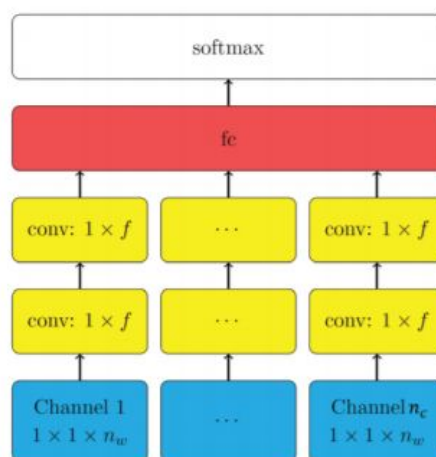 softmax
fc
conv: 1 × f
· · ·
conv: 1 × f
conv: 1 × f
· · ·
conv: 1 × f
Channel 1
1 × 1 × n_w
· · ·
Channel n_c
1 × 1 × n_w